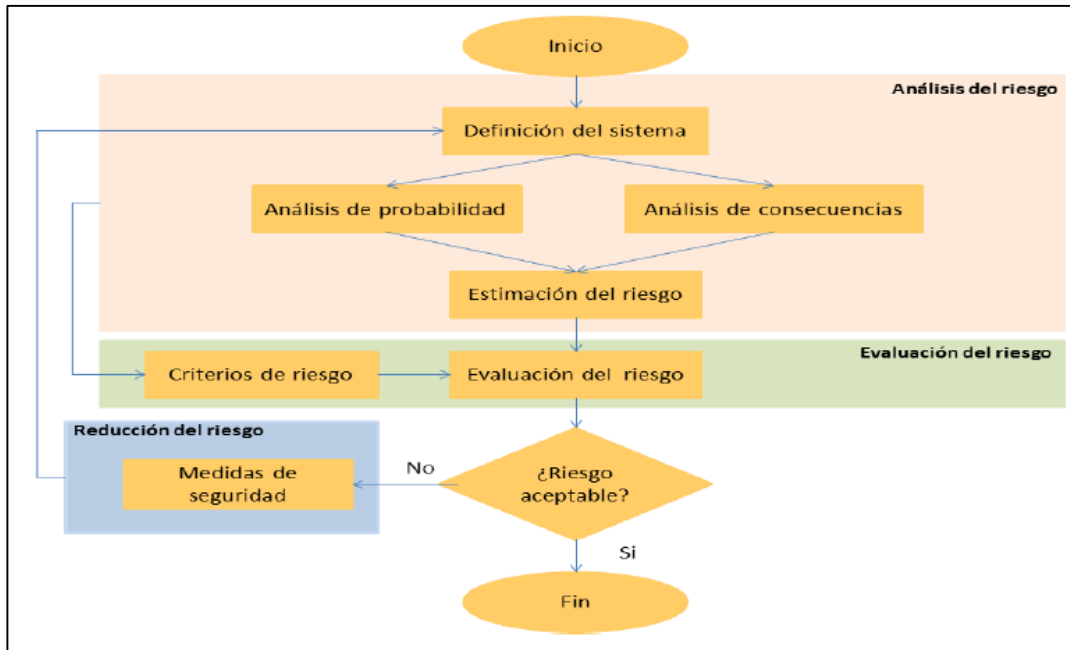 Inicio
Análisis del riesgo
Definición del sistema
Análisis de probabilidad
Análisis de consecuencias
Estimación del riesgo
Evaluación del riesgo
Criterios de riesgo
Evaluación del riesgo
Reducción del riesgo
Medidas de
seguridad
No
¿Riesgo
aceptable?
Si
Fin